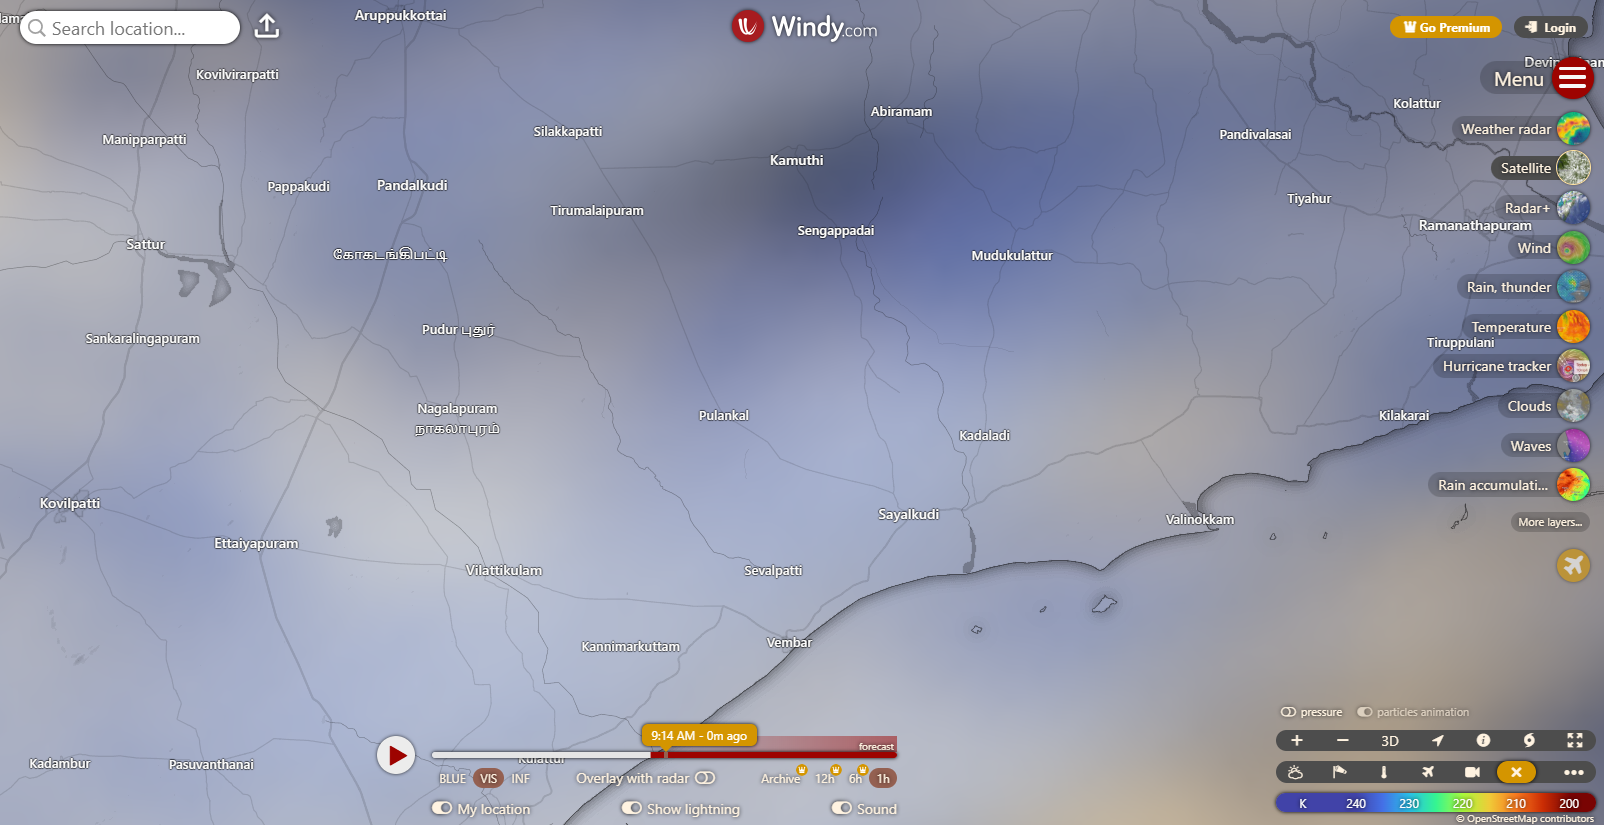 Aruppukkottai
Search location...
Windy.com
Go Premium
Login
Menu
Kovilvirarpatti
Kolattur
Abiramam
Weather radar
Silakkapatti
Pandivalasai
Manipparpatti
Kamuthi
Satellite
Pappakudi
Pandalkudi
Tiyahur
Radar+
Tirumalaipuram
Ramanathapuram
Sengappadai
Sattur
Wind
கோகடங்கிபட்டி
Mudukulattur
Rain, thunder
Temperature
Pudur புதுர்
Sankaralingapuram
Tiruppulani
Hurricane tracker
Clouds
Nagalapuram
நாகலாபுரம்
Pulankal
Kilakarai
Kadaladi
Waves
Rain accumulati...
Kovilpatti
Sayalkudi
Valinokkam
More layers...
Ettaiyapuram
Vilattikulam
Sevalpatti
Vembar
Kannimarkuttam
pressure
particles animation
9:14 AM - 0m ago
forecast
3D
Kulattur
Kadambur
Pasuvanthanai
BLUE VIS INF
Overlay with radar
Archive 12h 6h 1h
My location
Show lightning
Sound
K 240 230 220 210 200
© OpenStreetMap contributors